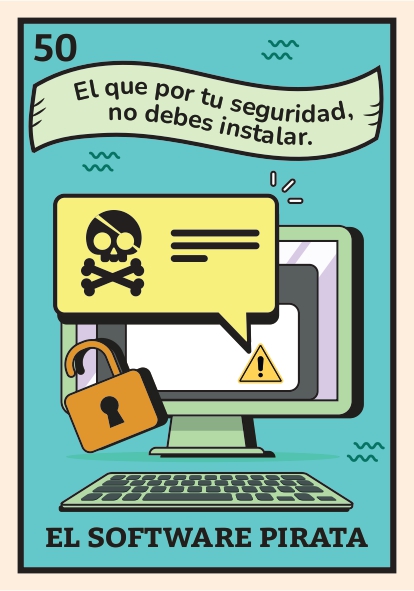 50
El que por tu seguridad,
no debes instalar.
EL SOFTWARE PIRATA